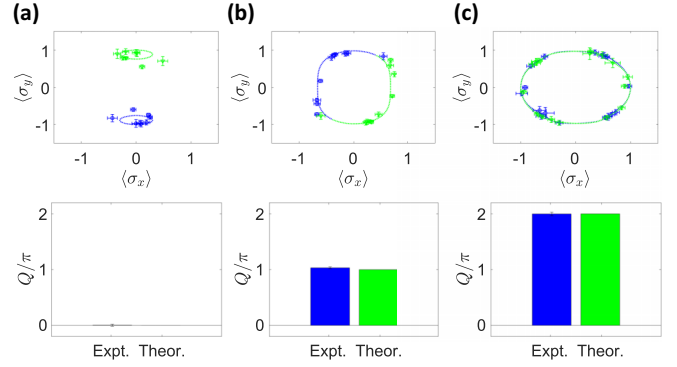 (a) (b) (c)
1
0
-1
⟨σy⟩
-1 0 1
⟨σx⟩
1
0
-1
⟨σy⟩
-1 0 1
⟨σx⟩
1
0
-1
⟨σy⟩
-1 0 1
⟨σx⟩
2
1
0
Q/π
Expt. Theor.
2
1
0
Q/π
Expt. Theor.
2
1
0
Q/π
Expt. Theor.